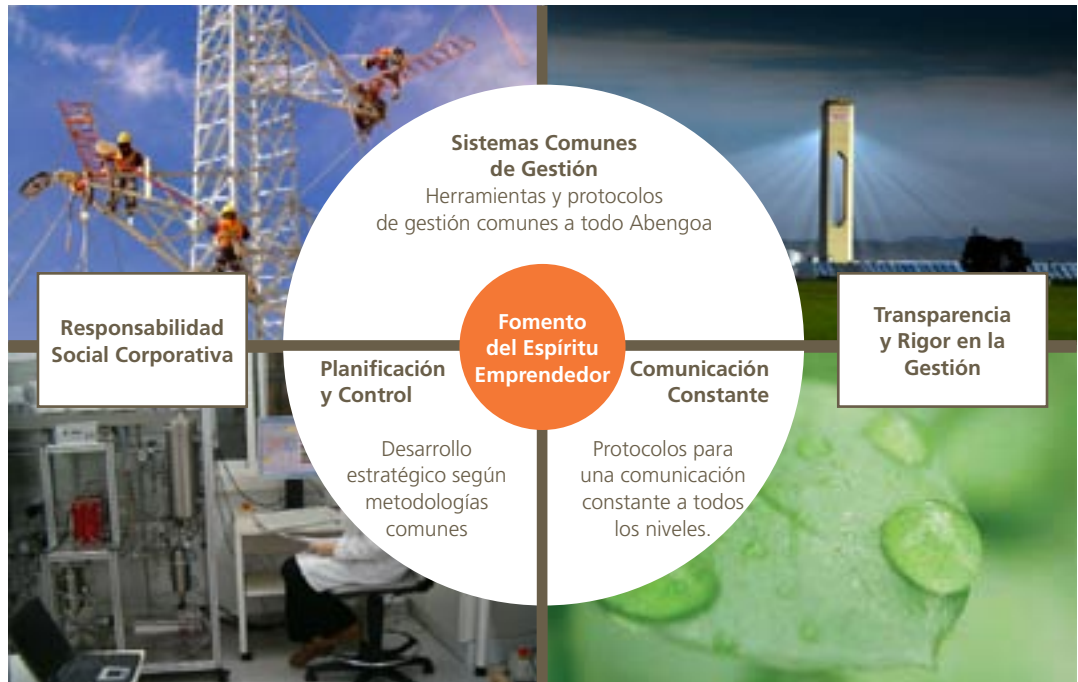 Sistemas Comunes
de Gestión
Herramientas y protocolos
de gestión comunes a todo Abengoa
Responsabilidad
Social Corporativa
Fomento
del Espíritu
Emprendedor
Transparencia
y Rigor en la
Gestión
Planificación
y Control
Desarrollo
estratégico según
metodologías
comunes
Comunicación
Constante
Protocolos para
una comunicación
constante a todos
los niveles.